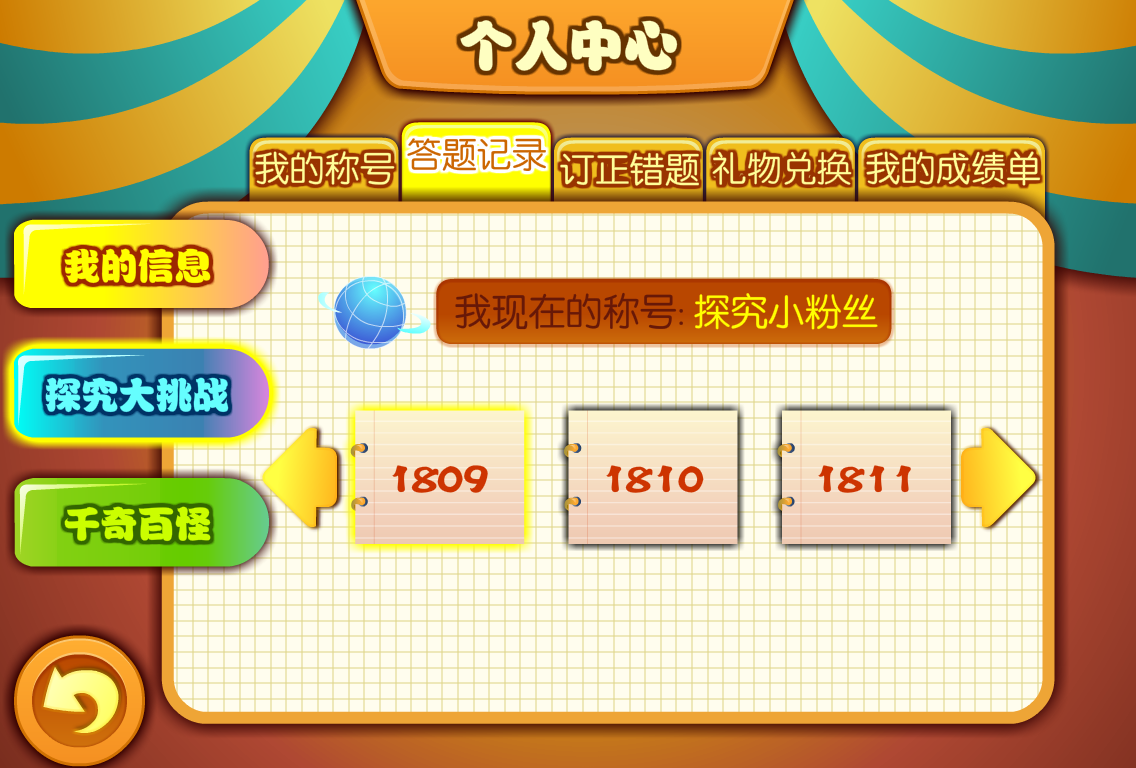 个人中心
我的称号
答题记录
订正错题
礼物兑换
我的成绩单
我的信息
我现在的称号: 探究小粉丝
探究大挑战
1809
1810
1811
千奇百怪